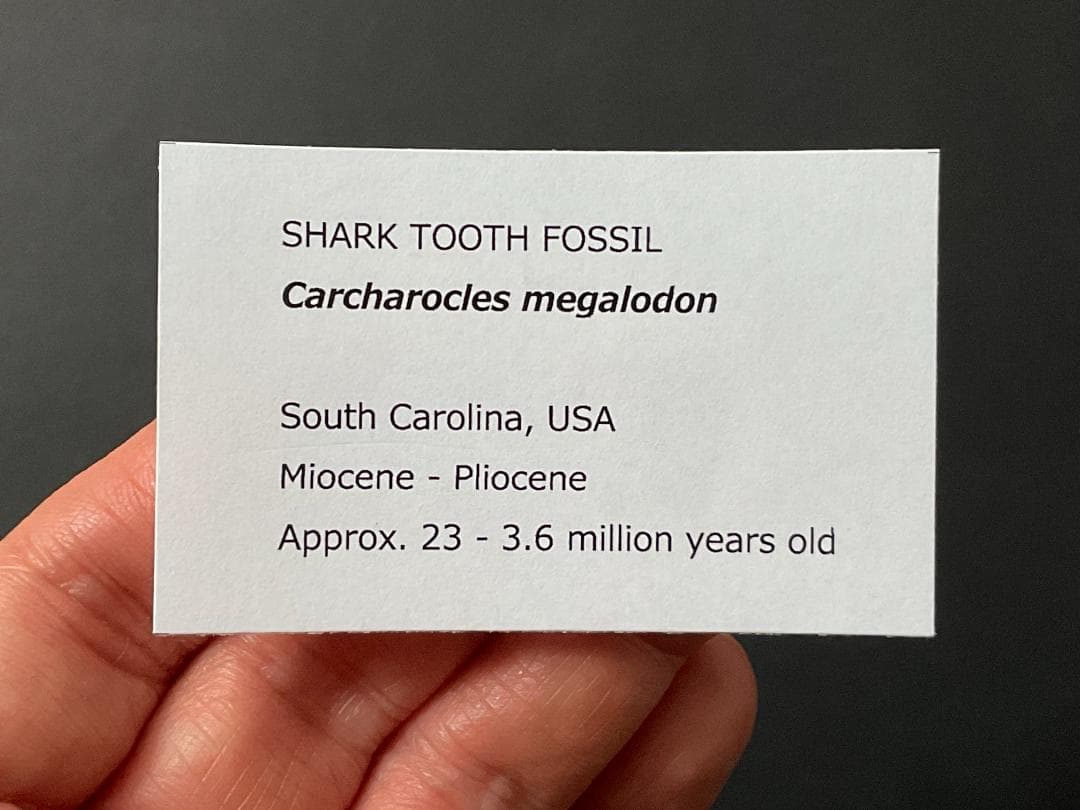 SHARK TOOTH FOSSIL
Carcharocles megalodon
South Carolina, USA
Miocene - Pliocene
Approx. 23 - 3.6 million years old